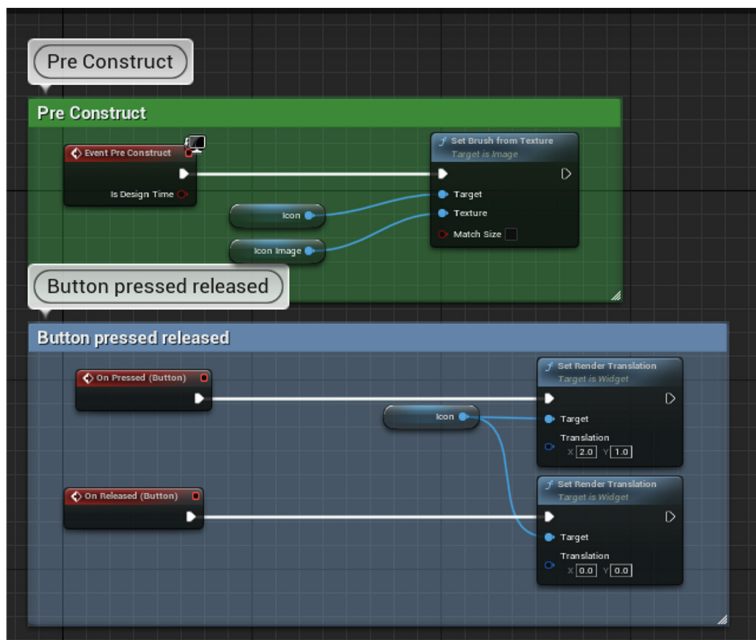 Pre Construct
Pre Construct
Event Pre Construct
Is Design Time
Icon
Icon Image
Set Brush from Texture
Target is Image
Target
Texture
Match Size
Button pressed released
Button pressed released
On Pressed (Button)
Icon
Set Render Translation
Target is Widget
Target
Translation
X 2.0 Y 1.0
On Released (Button)
Set Render Translation
Target is Widget
Target
Translation
X 0.0 Y 0.0